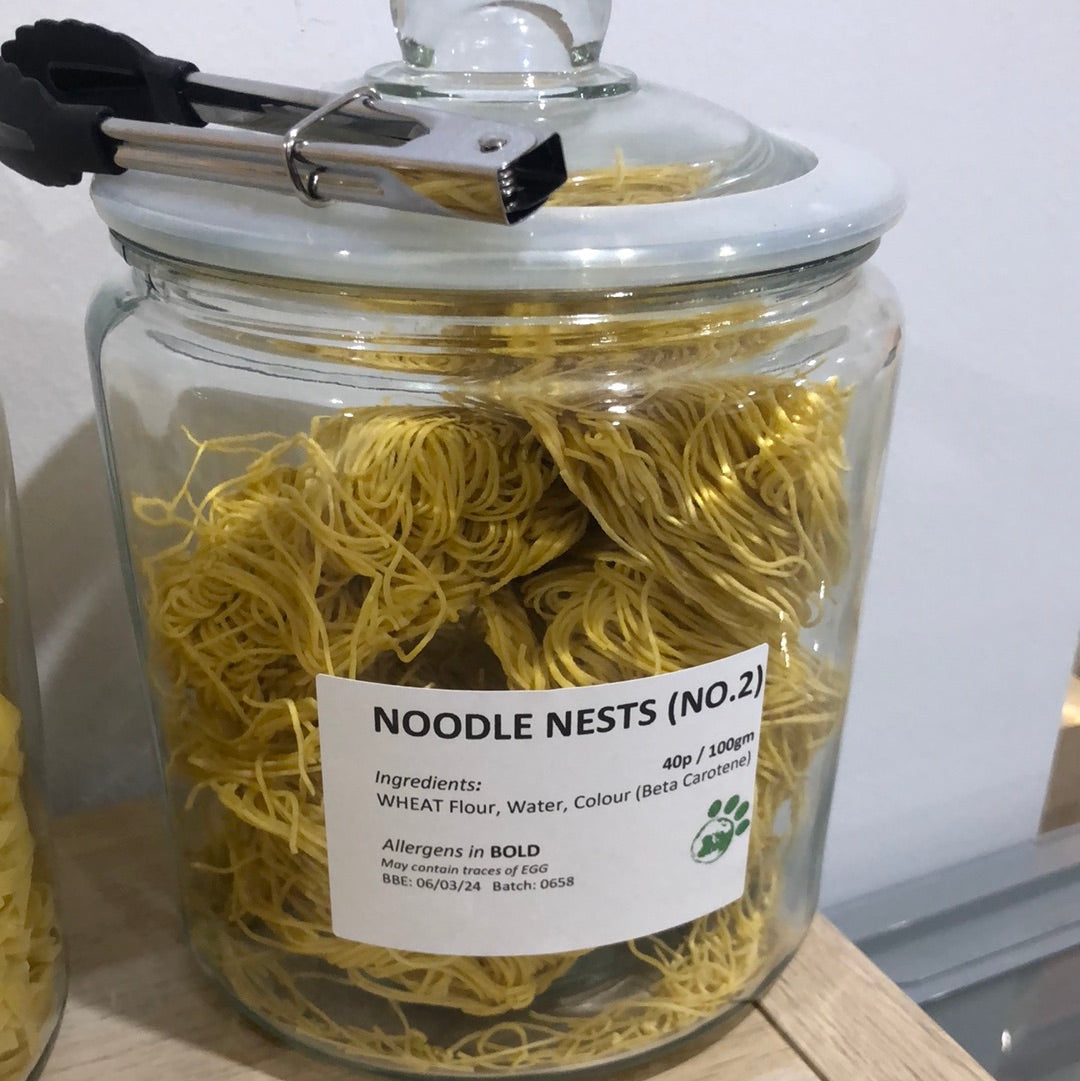 NOODLE NESTS (NO.2)
40p / 100gm
Ingredients:
WHEAT Flour, Water, Colour (Beta Carotene)
Allergens in BOLD
May contain traces of EGG
BBE: 06/03/24 Batch: 0658